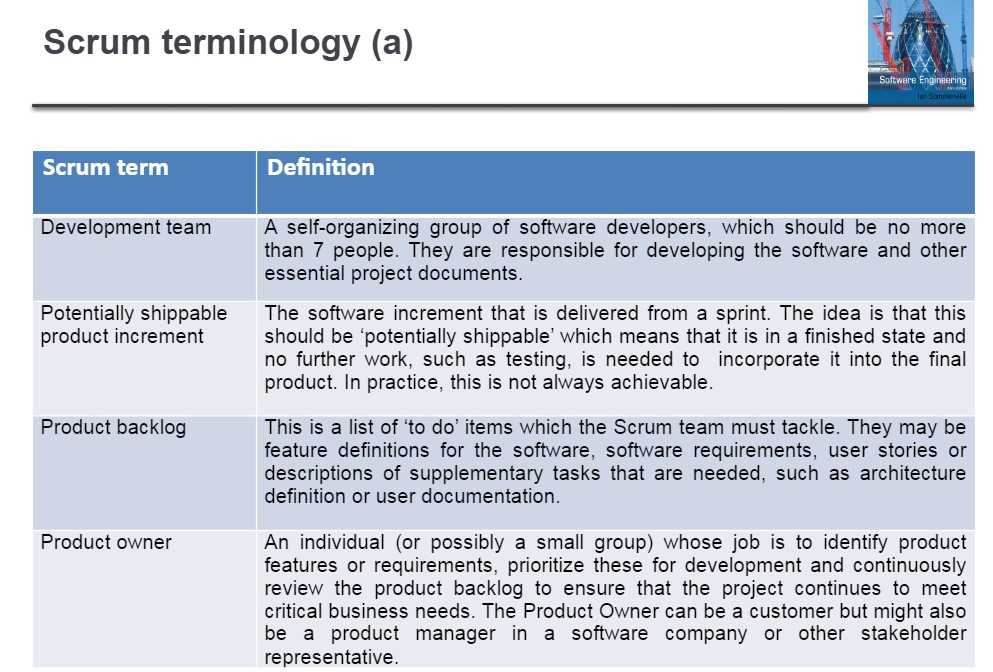 Scrum terminology (a)
Software Engineering
Ian Sommerville
Scrum term
Definition
Development team
A self-organizing group of software developers, which should be no more
than 7 people. They are responsible for developing the software and other
essential project documents.
Potentially shippable
product increment
The software increment that is delivered from a sprint. The idea is that this
should be ‘potentially shippable’ which means that it is in a finished state and
no further work, such as testing, is needed to incorporate it into the final
product. In practice, this is not always achievable.
Product backlog
This is a list of ‘to do’ items which the Scrum team must tackle. They may be
feature definitions for the software, software requirements, user stories or
descriptions of supplementary tasks that are needed, such as architecture
definition or user documentation.
Product owner
An individual (or possibly a small group) whose job is to identify product
features or requirements, prioritize these for development and continuously
review the product backlog to ensure that the project continues to meet
critical business needs. The Product Owner can be a customer but might also
be a product manager in a software company or other stakeholder
representative.